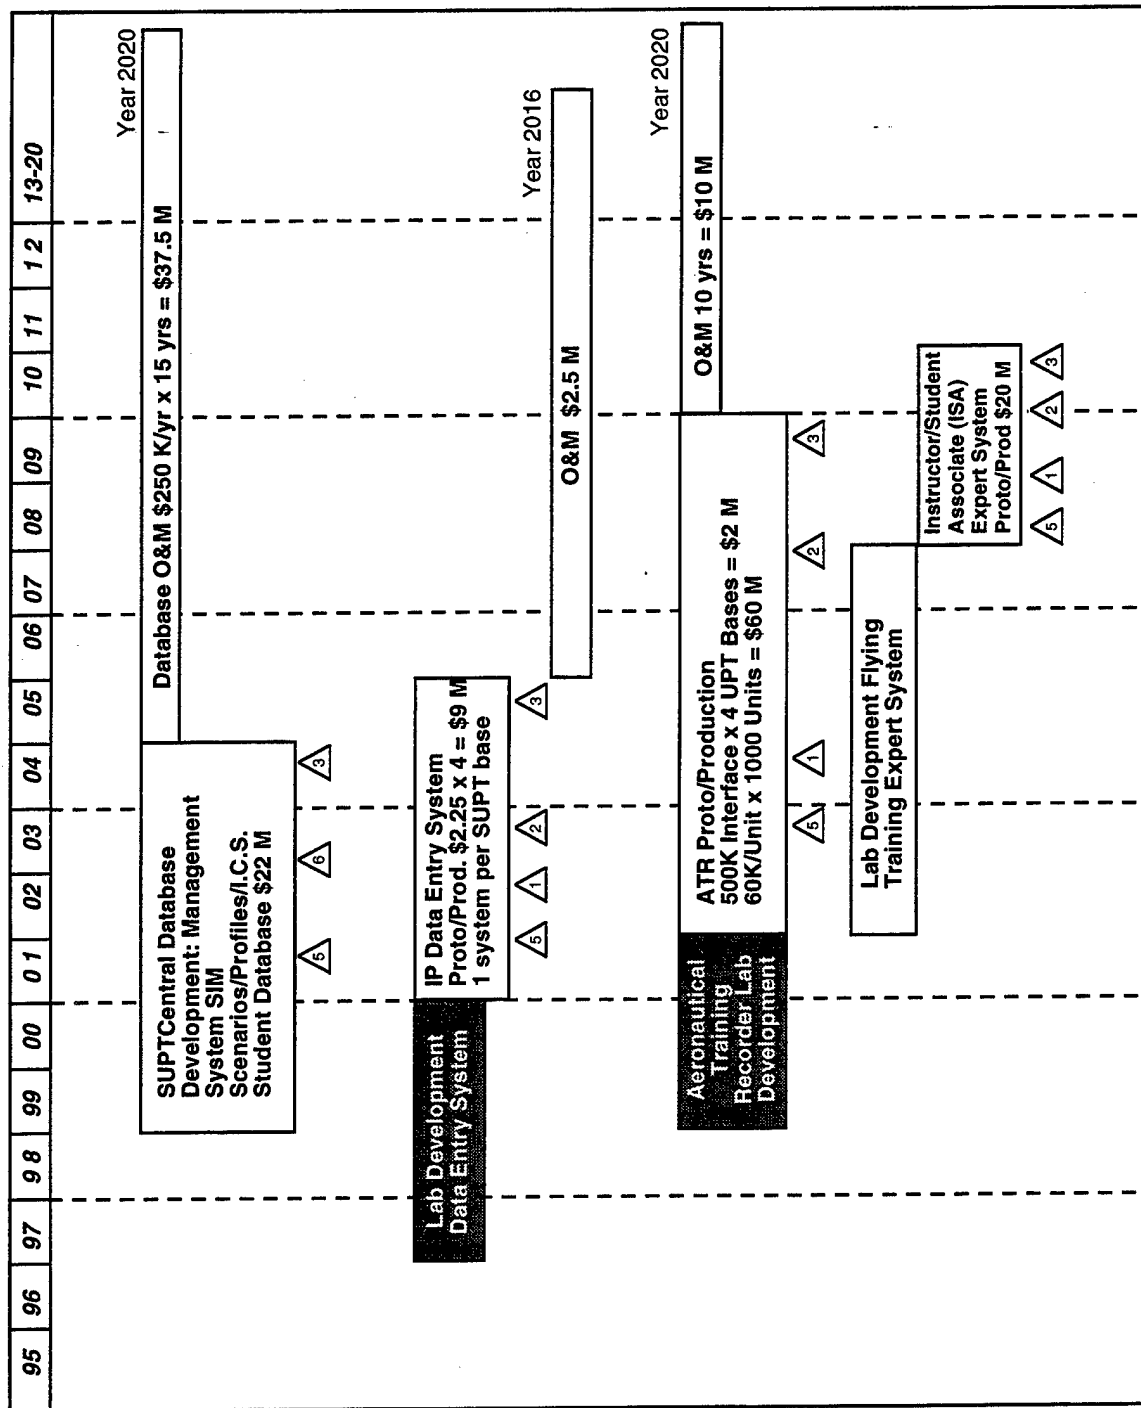 95 96 97 98 99 00 01 02 03 04 05 06 07 08 09 10 11 12 13-20
Year 2020
Database O&M $250 K/yr x 15 yrs = $37.5 M
SUPTCentral Database
Development: Management
System SIM
Scenarios/Profiles/I.C.S.
Student Database $22 M
5 6 3
Lab Development
Data Entry System
IP Data Entry System
Proto/Prod. $2.25 x 4 = $9 M
1 system per SUPT base
5 1 2 3
Year 2016
O&M $2.5 M
Year 2020
Aeronautical
Training
Recorder Lab
Development
ATR Proto/Production
500K Interface x 4 UPT Bases = $2 M
60K/Unit x 1000 Units = $60 M
O&M 10 yrs = $10 M
5 1 2 3
Lab Development Flying
Training Expert System
Instructor/Student
Associate (ISA)
Expert System
Proto/Prod $20 M
5 1 2 3